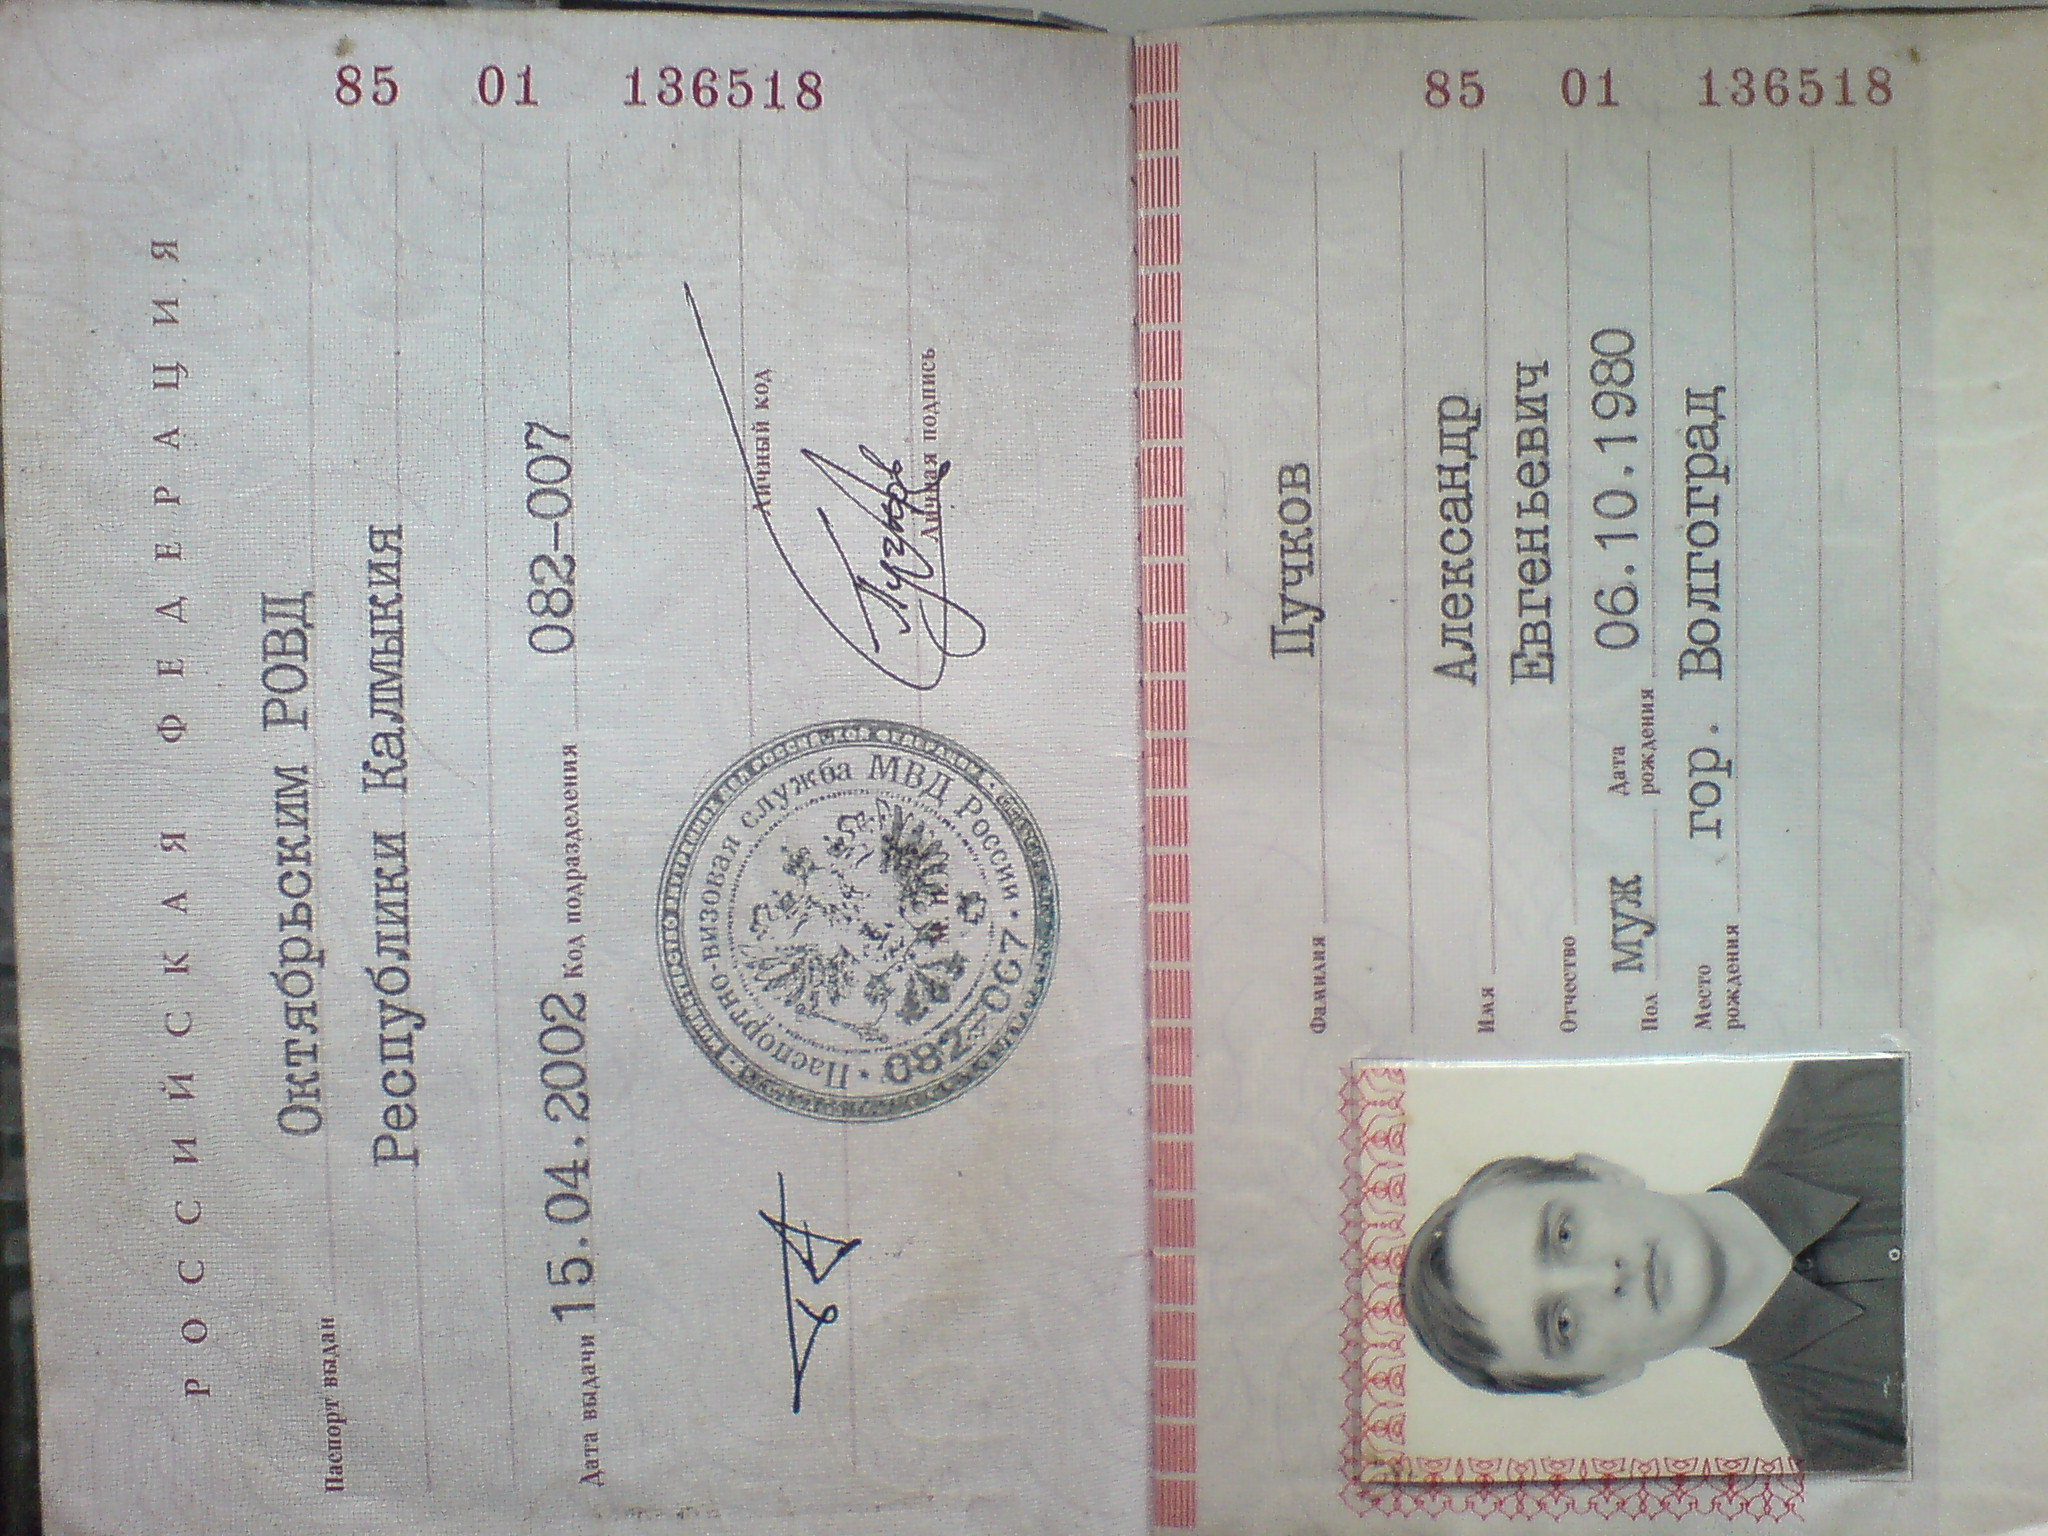 РОССИЙСКАЯ ФЕДЕРАЦИЯ
85 01 136518
Паспорт выдан Октябрьским РОВД
Республики Калмыкия
Дата выдачи 15.04.2002 Код подразделения 082-007
Личный код
Личная подпись
Пучков
Паспортно-визовая служба МВД России
М.П.
082-007
85 01 136518
Фамилия Пучков
Имя Александр
Отчество Евгеньевич
Пол муж Дата рождения 06.10.1980
Место рождения гор. Волгоград